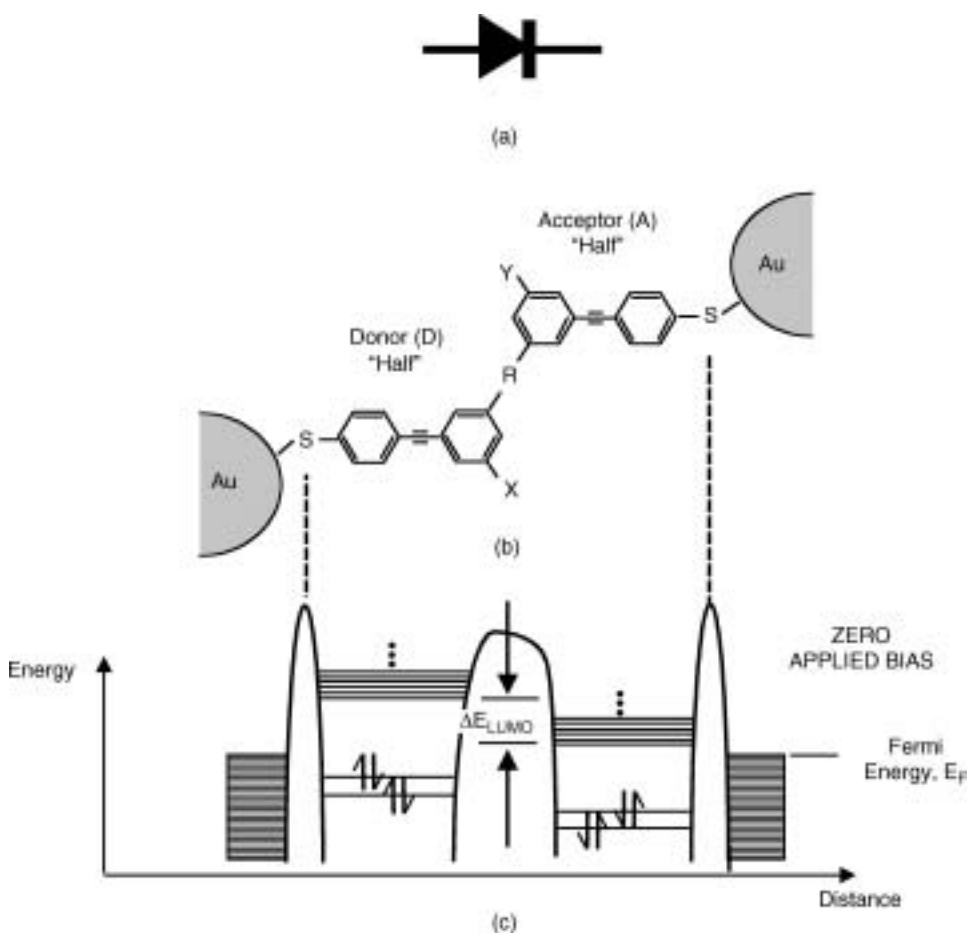 (a)
Acceptor (A)
"Half"
Au
Y
S
Donor (D)
"Half"
R
S
Au
X
(b)
ZERO
APPLIED BIAS
Energy
ΔE_LUMO
Fermi
Energy, E_F
Distance
(c)